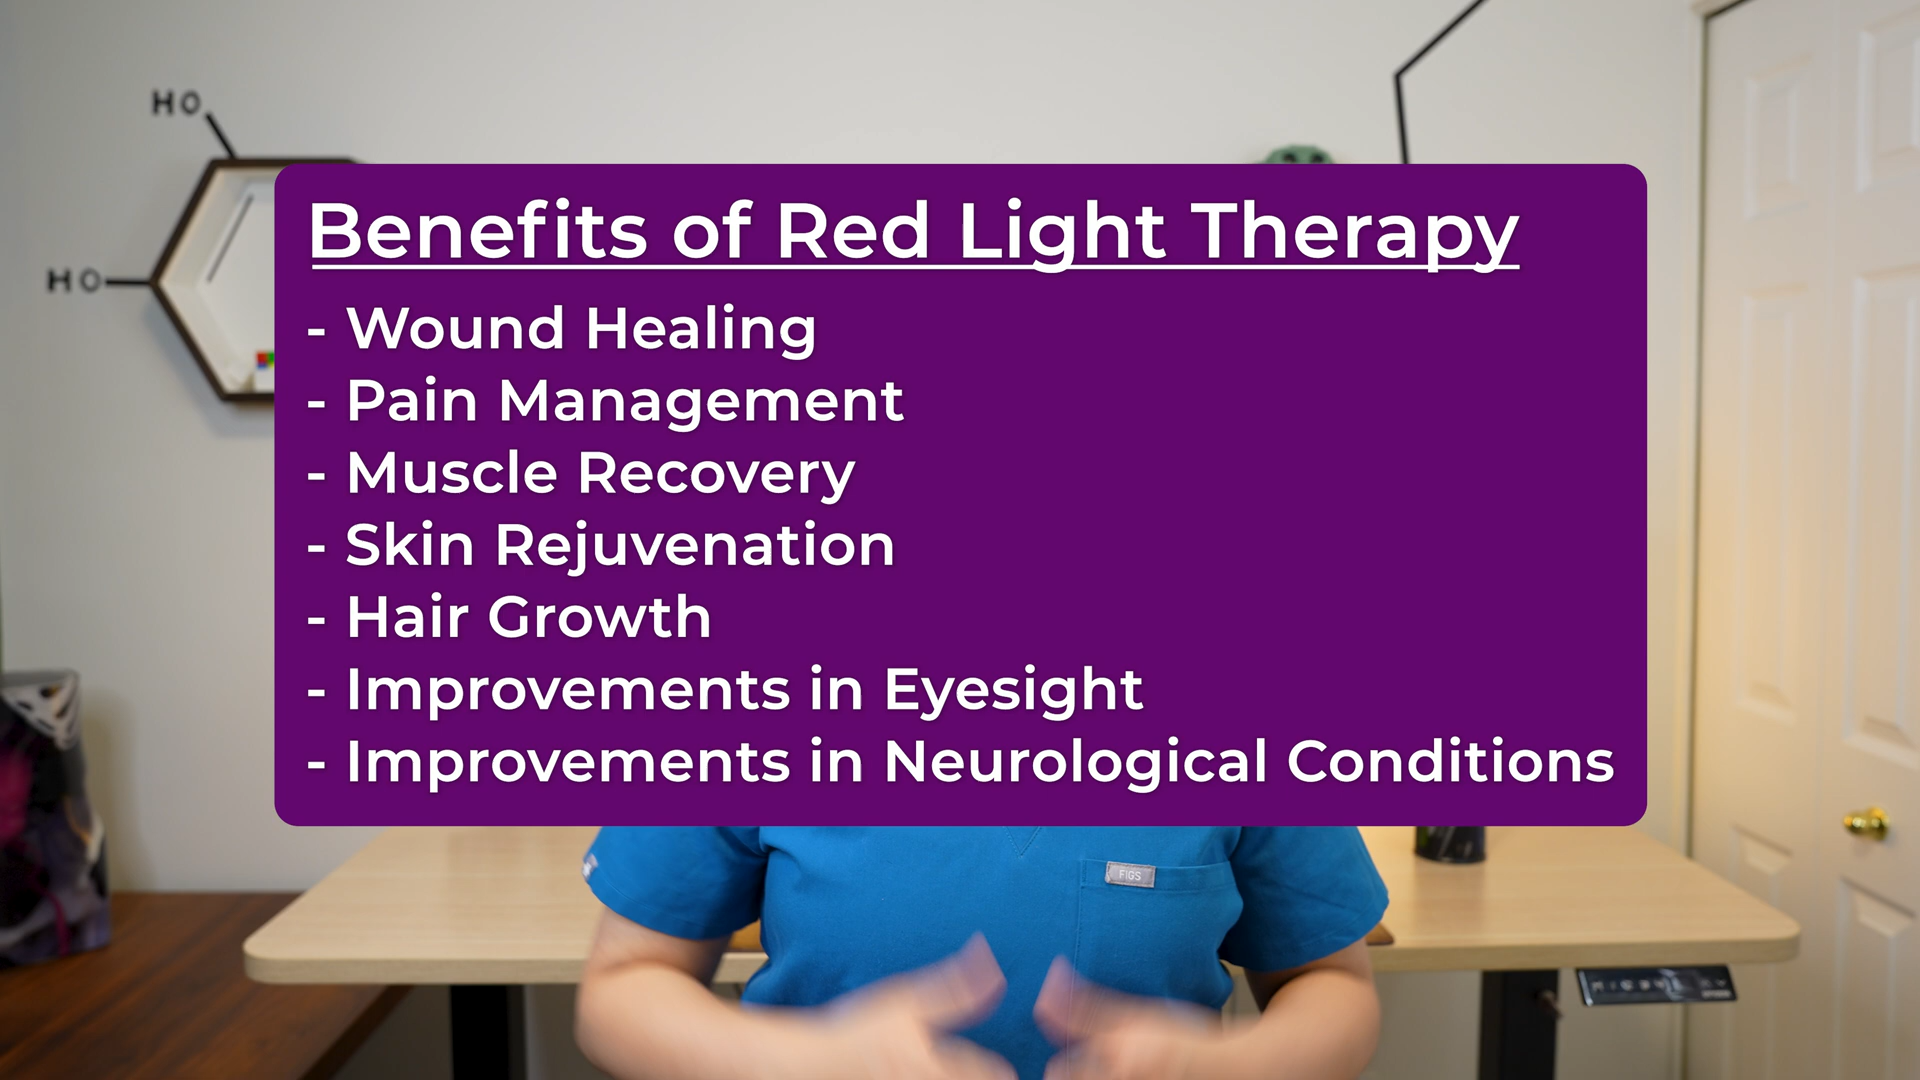 HO
HO
Benefits of Red Light Therapy
- Wound Healing
- Pain Management
- Muscle Recovery
- Skin Rejuvenation
- Hair Growth
- Improvements in Eyesight
- Improvements in Neurological Conditions
FIGS